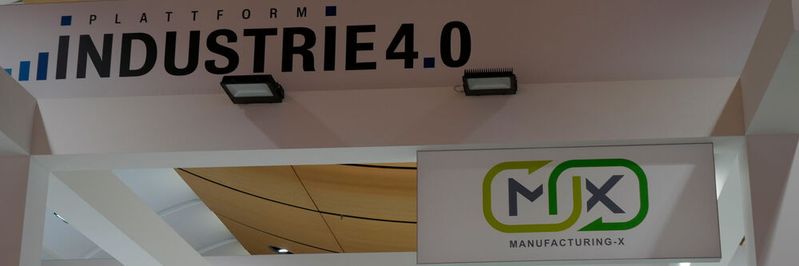 PLATTFORM
INDUSTRIE 4.0
MX
MANUFACTURING-X